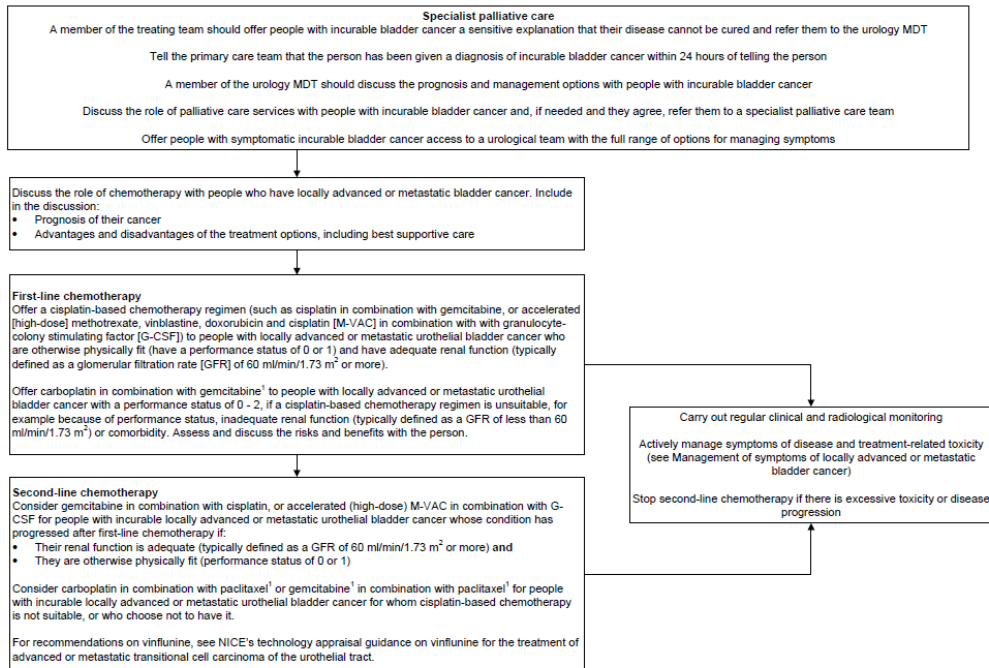 Specialist palliative care
A member of the treating team should offer people with incurable bladder cancer a sensitive explanation that their disease cannot be cured and refer them to the urology MDT
Tell the primary care team that the person has been given a diagnosis of incurable bladder cancer within 24 hours of telling the person
A member of the urology MDT should discuss the prognosis and management options with people with incurable bladder cancer
Discuss the role of palliative care services with people with incurable bladder cancer and, if needed and they agree, refer them to a specialist palliative care team
Offer people with symptomatic incurable bladder cancer access to a urological team with the full range of options for managing symptoms
Discuss the role of chemotherapy with people who have locally advanced or metastatic bladder cancer. Include
in the discussion:
• Prognosis of their cancer
• Advantages and disadvantages of the treatment options, including best supportive care
First-line chemotherapy
Offer a cisplatin-based chemotherapy regimen (such as cisplatin in combination with gemcitabine, or accelerated
[high-dose] methotrexate, vinblastine, doxorubicin and cisplatin [M-VAC] in combination with with granulocyte-
colony stimulating factor [G-CSF]) to people with locally advanced or metastatic urothelial bladder cancer who
are otherwise physically fit (have a performance status of 0 or 1) and have adequate renal function (typically
defined as a glomerular filtration rate [GFR] of 60 ml/min/1.73 m² or more).
Offer carboplatin in combination with gemcitabine¹ to people with locally advanced or metastatic urothelial
bladder cancer with a performance status of 0 - 2, if a cisplatin-based chemotherapy regimen is unsuitable, for
example because of performance status, inadequate renal function (typically defined as a GFR of less than 60
ml/min/1.73 m²) or comorbidity. Assess and discuss the risks and benefits with the person.
Second-line chemotherapy
Consider gemcitabine in combination with cisplatin, or accelerated (high-dose) M-VAC in combination with G-
CSF for people with incurable locally advanced or metastatic urothelial bladder cancer whose condition has
progressed after first-line chemotherapy if:
• Their renal function is adequate (typically defined as a GFR of 60 ml/min/1.73 m² or more) and
• They are otherwise physically fit (performance status of 0 or 1)
Consider carboplatin in combination with paclitaxel¹ or gemcitabine¹ in combination with paclitaxel¹ for people
with incurable locally advanced or metastatic urothelial bladder cancer for whom cisplatin-based chemotherapy
is not suitable, or who choose not to have it.
For recommendations on vinflunine, see NICE's technology appraisal guidance on vinflunine for the treatment of
advanced or metastatic transitional cell carcinoma of the urothelial tract.
Carry out regular clinical and radiological monitoring
Actively manage symptoms of disease and treatment-related toxicity
(see Management of symptoms of locally advanced or metastatic
bladder cancer)
Stop second-line chemotherapy if there is excessive toxicity or disease
progression